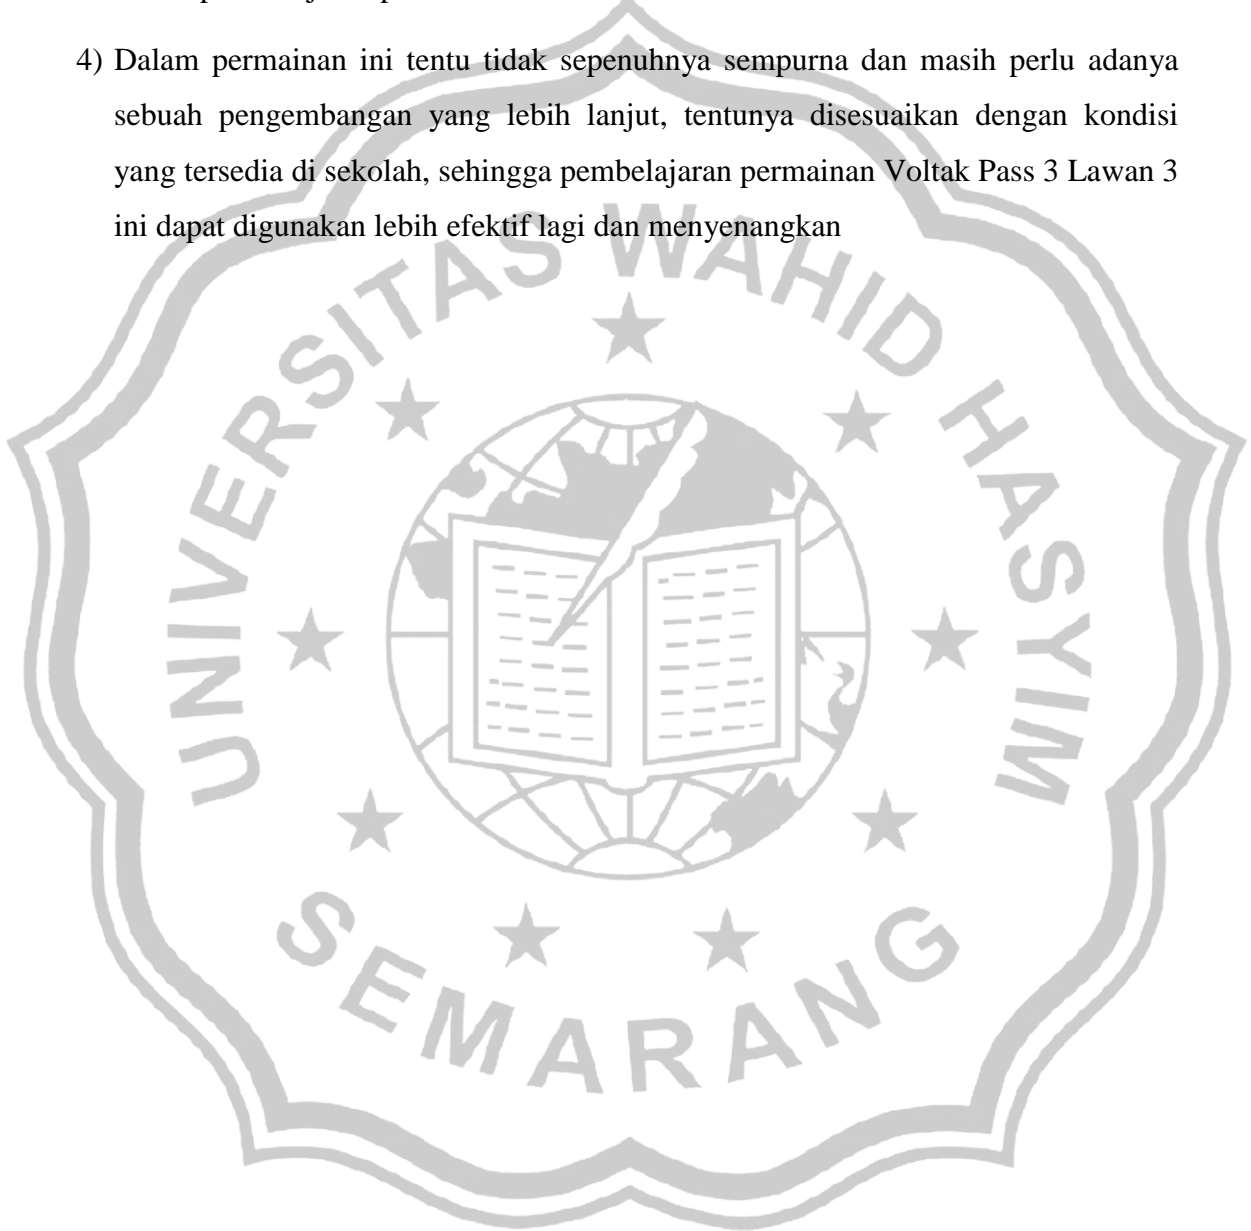 4) Dalam permainan ini tentu tidak sepenuhnya sempurna dan masih perlu adanya
sebuah pengembangan yang lebih lanjut, tentunya disesuaikan dengan kondisi
yang tersedia di sekolah, sehingga pembelajaran permainan Voltak Pass 3 Lawan 3
ini dapat digunakan lebih efektif lagi dan menyenangkan
UNIVERSITAS WAHID HASYIM
SEMARANG